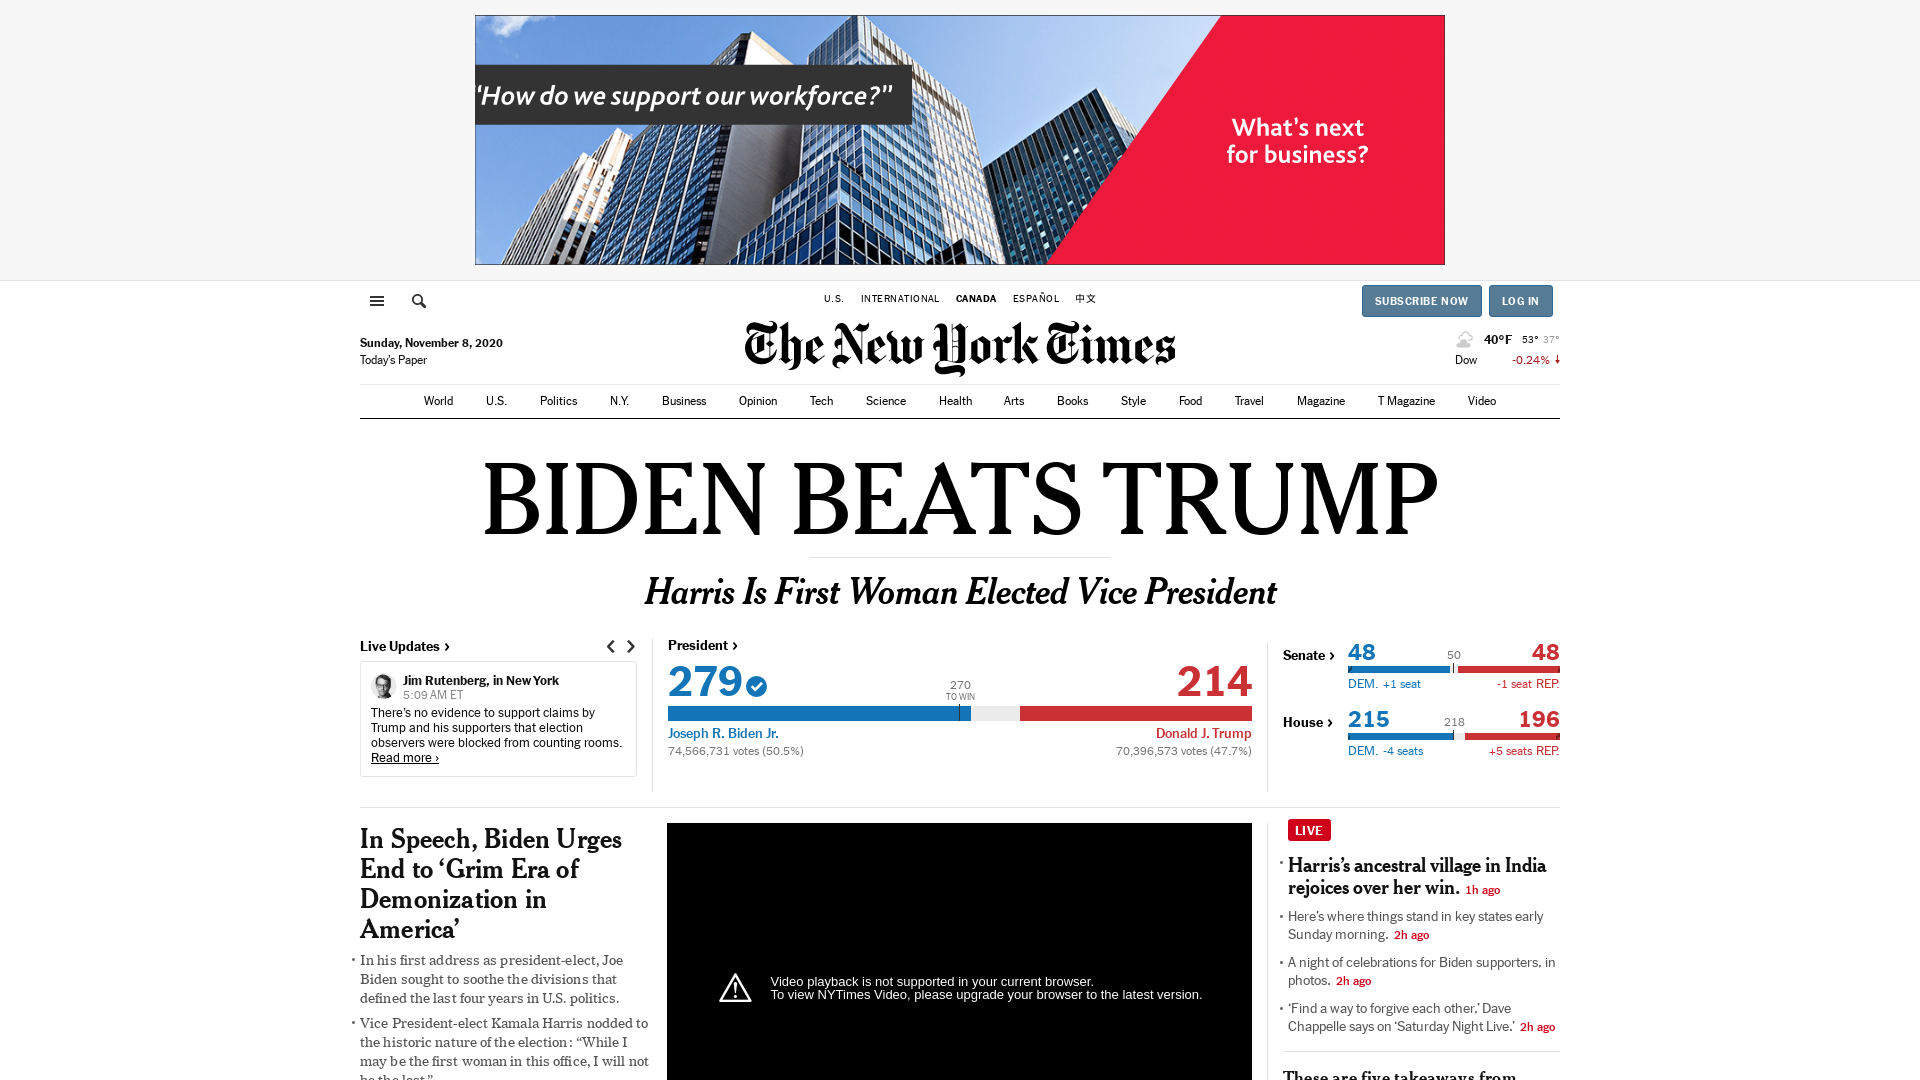 “How do we support our workforce?”
What’s next
for business?
U.S. INTERNATIONAL CANADA ESPAÑOL 中文
SUBSCRIBE NOW LOG IN
Sunday, November 8, 2020
Today’s Paper
The New York Times
40°F 53° 37°
Dow -0.24%
World U.S. Politics N.Y. Business Opinion Tech Science Health Arts Books Style Food Travel Magazine T Magazine Video
BIDEN BEATS TRUMP
Harris Is First Woman Elected Vice President
Live Updates ›
Jim Rutenberg, in New York
5:09 AM ET
There’s no evidence to support claims by
Trump and his supporters that election
observers were blocked from counting rooms.
Read more ›
President ›
279 214
270
TO WIN
Joseph R. Biden Jr. Donald J. Trump
74,566,731 votes (50.5%) 70,396,573 votes (47.7%)
Senate › 48 50 48
DEM. +1 seat -1 seat REP.
House › 215 218 196
DEM. -4 seats +5 seats REP.
In Speech, Biden Urges
End to ‘Grim Era of
Demonization in
America’
In his first address as president-elect, Joe
Biden sought to soothe the divisions that
defined the last four years in U.S. politics.
Vice President-elect Kamala Harris nodded to
the historic nature of the election: “While I
may be the first woman in this office, I will not
be the last.”
Video playback is not supported in your current browser.
To view NYTimes Video, please upgrade your browser to the latest version.
LIVE
Harris’s ancestral village in India
rejoices over her win. 1h ago
Here’s where things stand in key states early
Sunday morning. 2h ago
A night of celebrations for Biden supporters, in
photos. 2h ago
‘Find a way to forgive each other,’ Dave
Chappelle says on ‘Saturday Night Live.’ 2h ago
These are five takeaways from